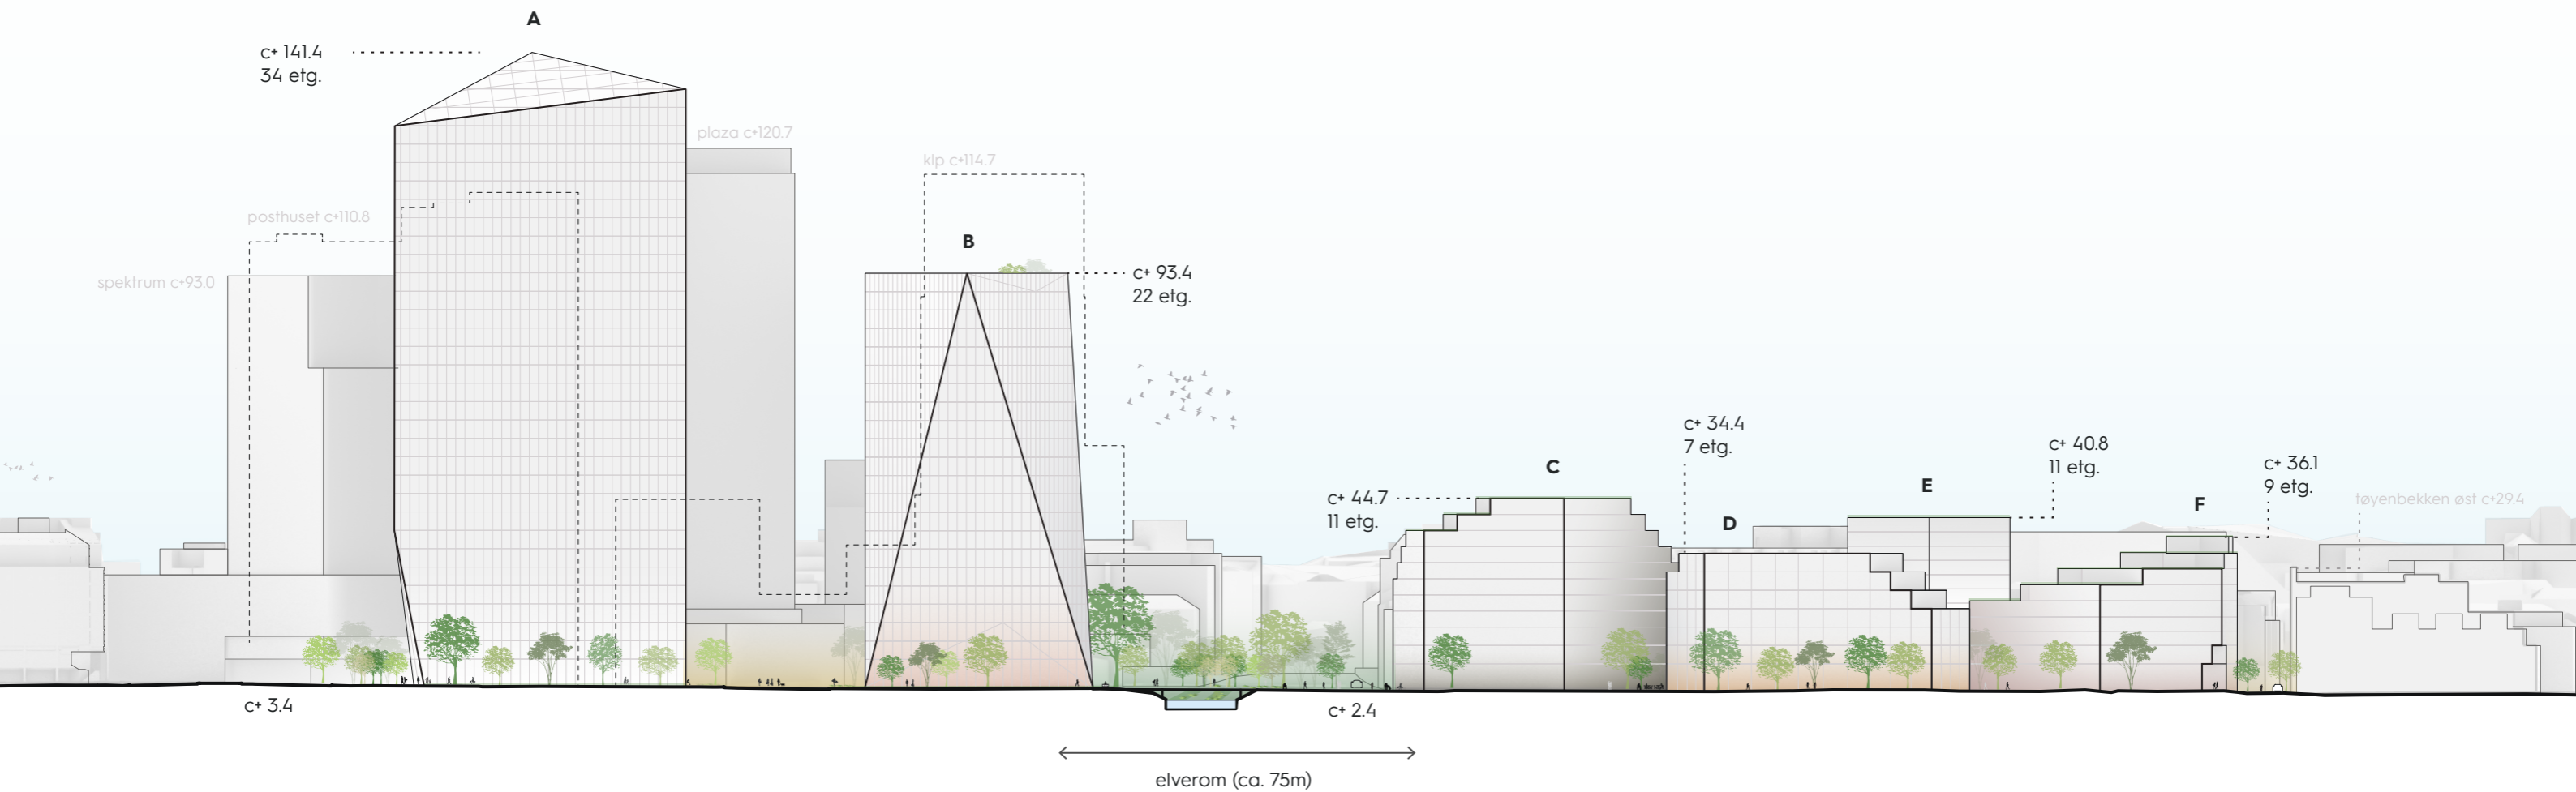 A
c+ 141.4
34 etg.
plaza c+120.7
klp c+114.7
posthuset c+110.8
spektrum c+93.0
B
c+ 93.4
22 etg.
c+ 34.4
7 etg.
c+ 40.8
11 etg.
c+ 36.1
9 etg.
C
E
F
D
c+ 44.7
11 etg.
tøyenbekken øst c+29.4
c+ 3.4
c+ 2.4
elverom (ca. 75m)